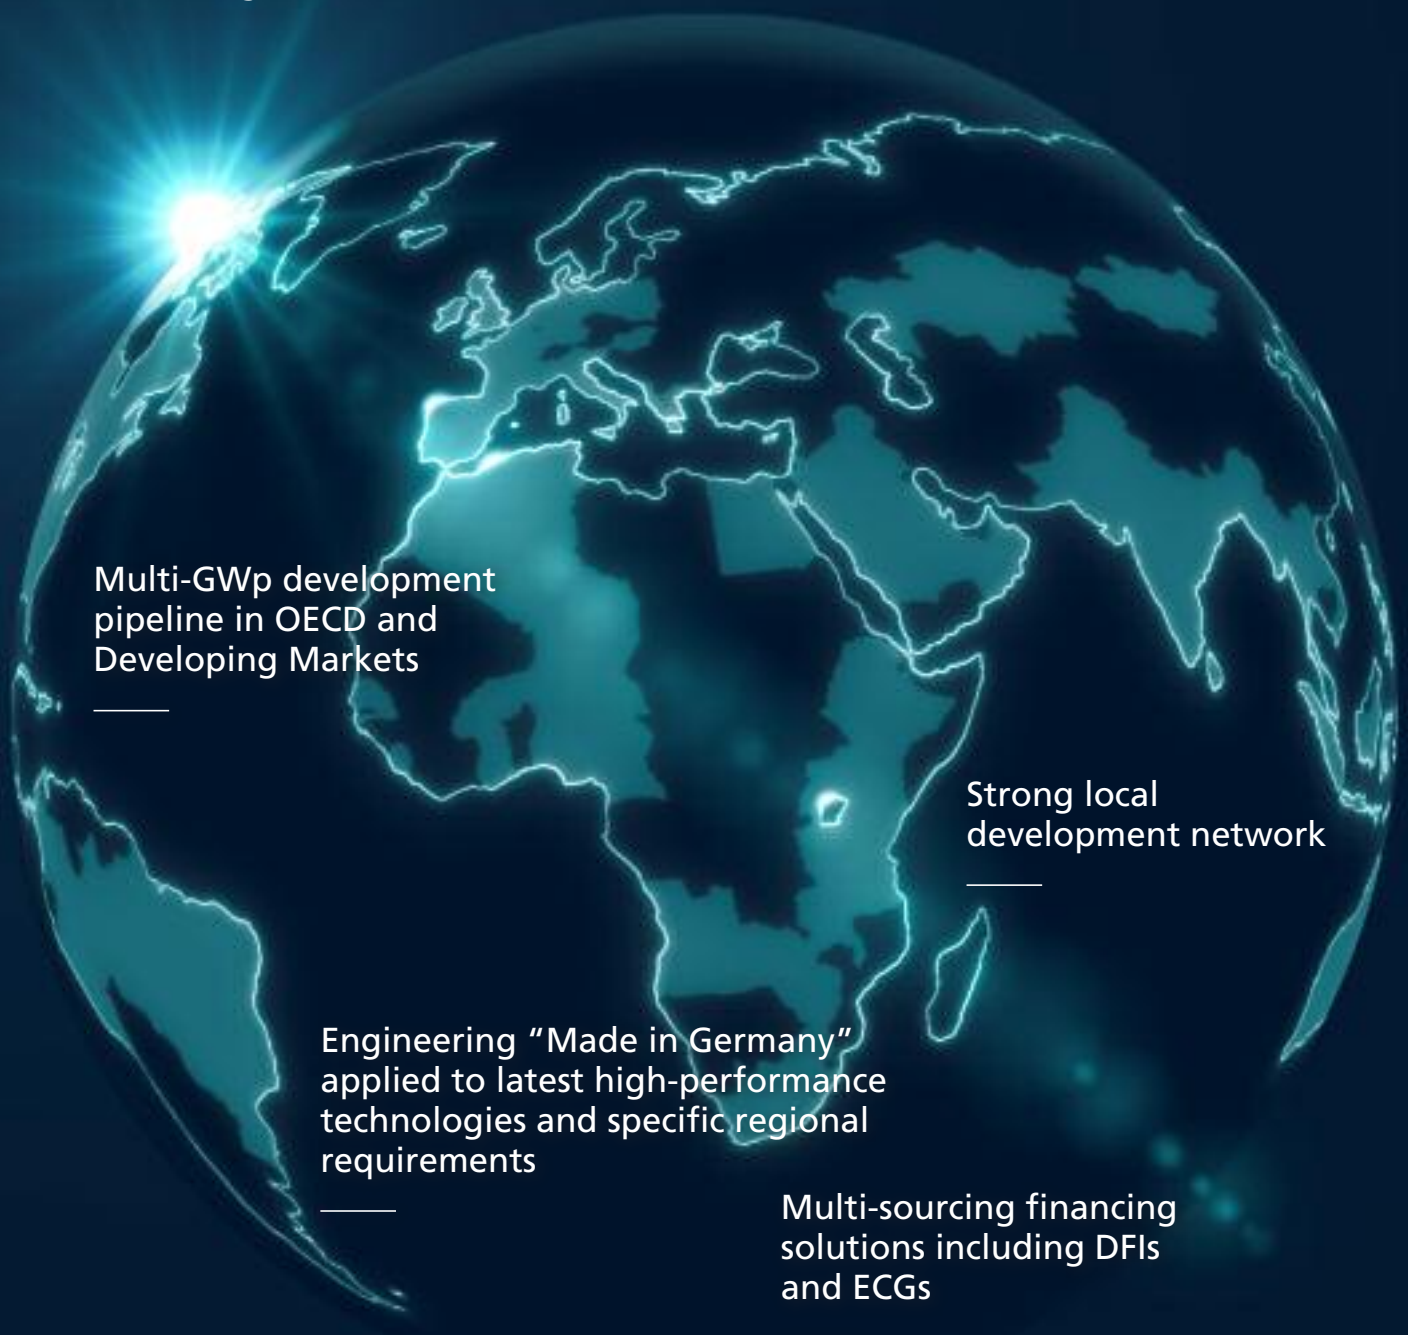 Multi-GWp development
pipeline in OECD and
Developing Markets
Strong local
development network
Engineering “Made in Germany”
applied to latest high-performance
technologies and specific regional
requirements
Multi-sourcing financing
solutions including DFIs
and ECGs